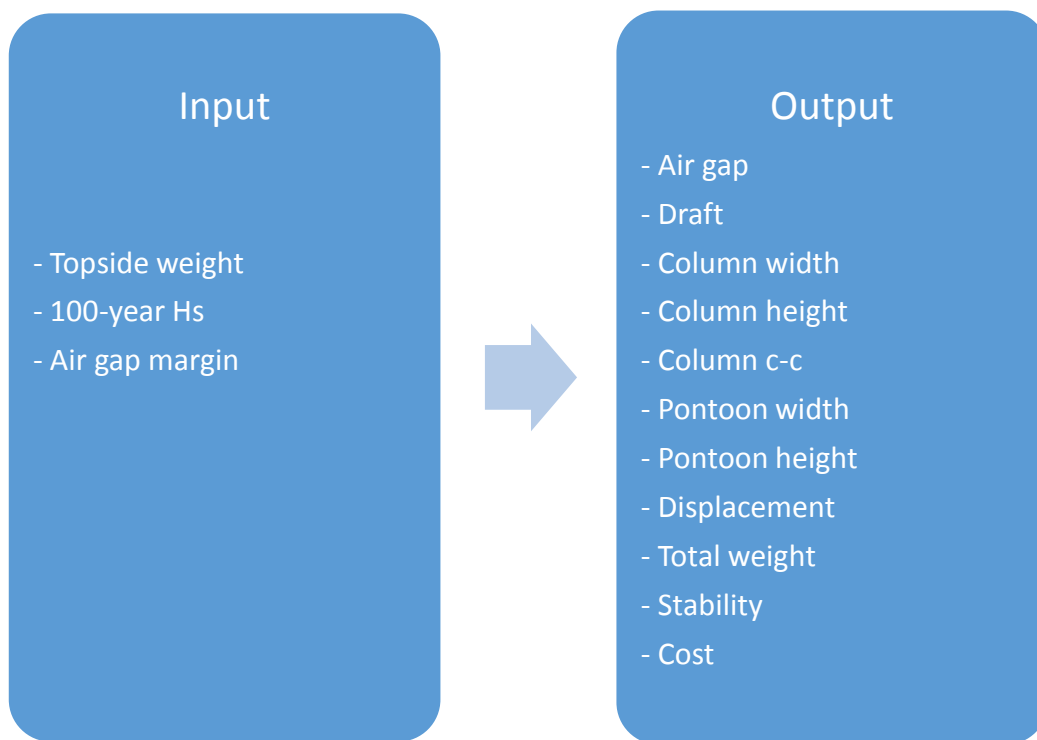 Input
- Topside weight
- 100-year Hs
- Air gap margin
Output
- Air gap
- Draft
- Column width
- Column height
- Column c-c
- Pontoon width
- Pontoon height
- Displacement
- Total weight
- Stability
- Cost